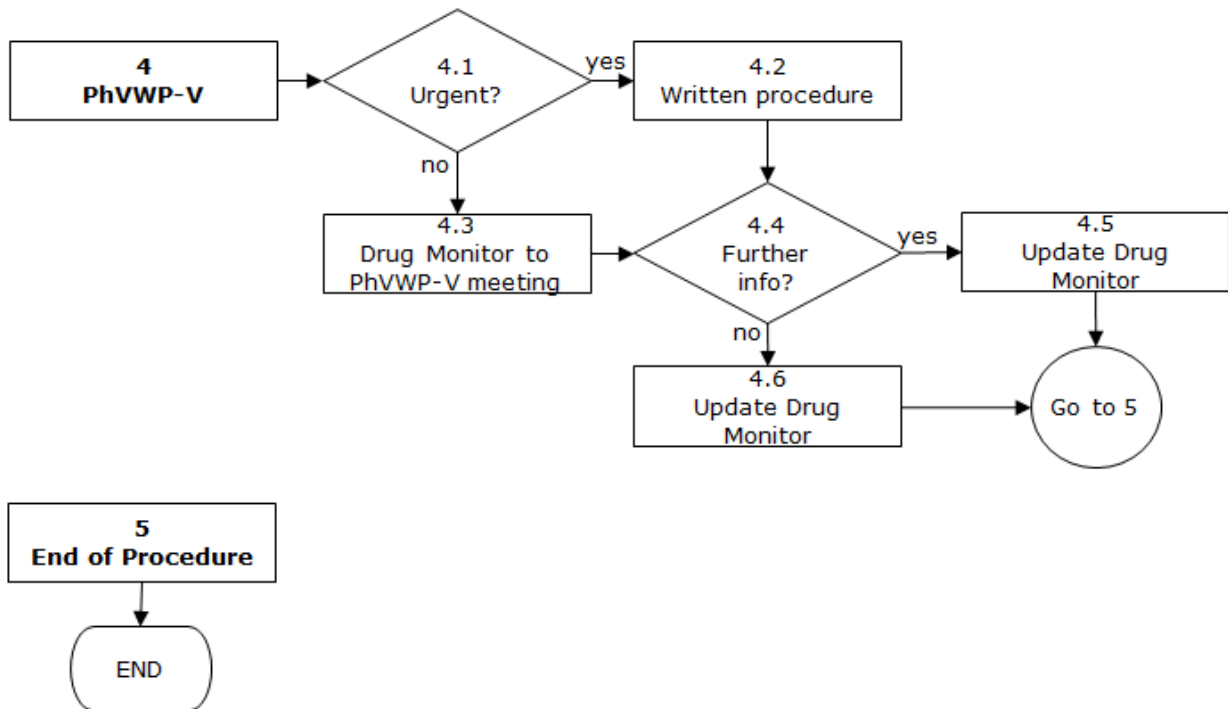 4
PhVWP-V
4.1
Urgent?
yes
4.2
Written procedure
no
4.3
Drug Monitor to
PhVWP-V meeting
4.4
Further
info?
yes
4.5
Update Drug
Monitor
no
4.6
Update Drug
Monitor
Go to 5
5
End of Procedure
END